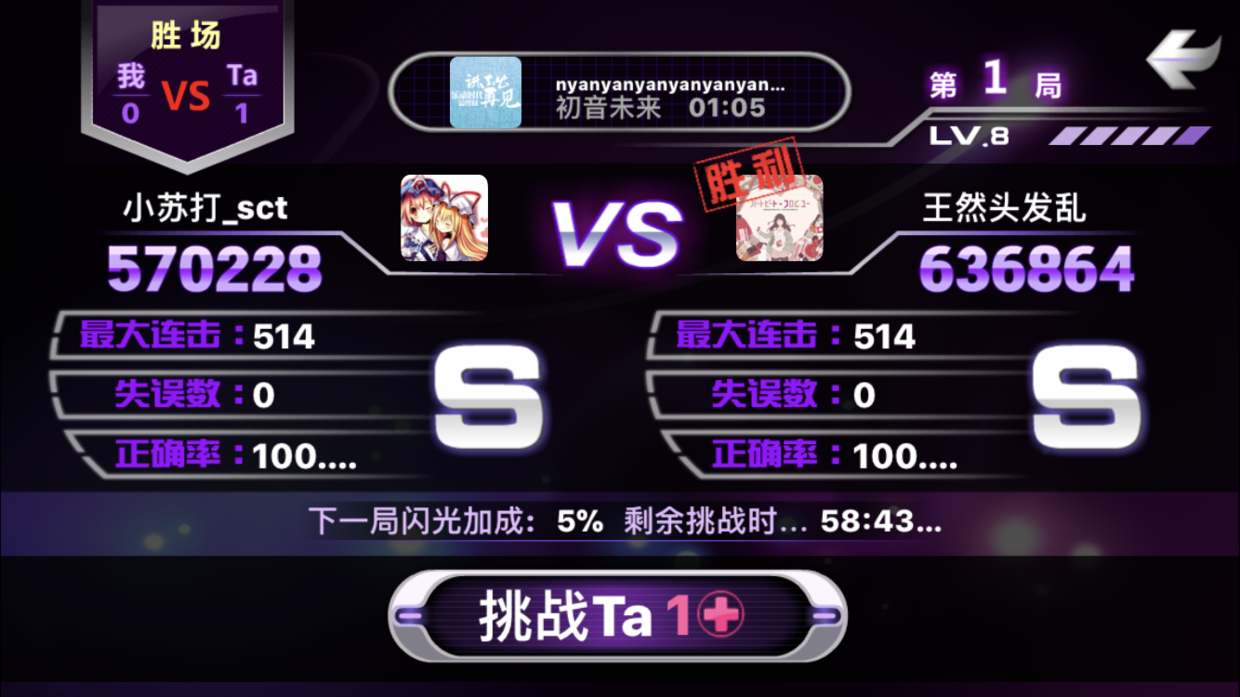 胜场
我 VS Ta
0 1
nyanyanyanyanyanyan...
初音未来 01:05
第 1 局
LV.8
胜利
小苏打_sct
VS
王然头发乱
570228
636864
最大连击：514
失误数：0
正确率：100....
S
最大连击：514
失误数：0
正确率：100....
S
下一局闪光加成：5% 剩余挑战时... 58:43...
挑战Ta 1